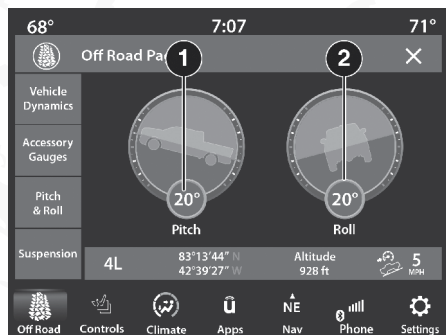 68° 7:07 71°
Off Road Pa
1 2
Vehicle
Dynamics
Accessory
Gauges
Pitch
& Roll
Suspension
20° 20°
Pitch Roll
4L 83°13'44" N Altitude 5
42°39'27" W 928 ft MPH
NE
Off Road Controls Climate Apps Nav Phone Settings